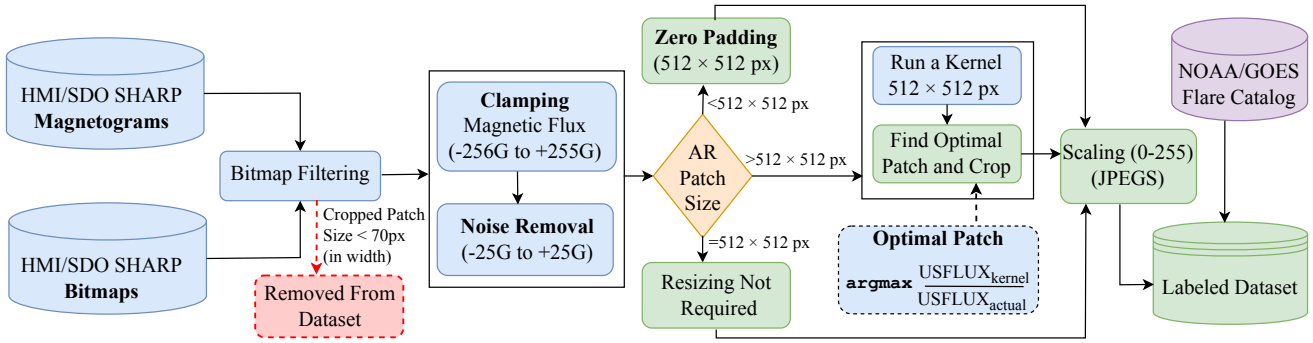 HMI/SDO SHARP
Magnetograms
HMI/SDO SHARP
Bitmaps
Bitmap Filtering
Cropped Patch
Size < 70px
(in width)
Removed From
Dataset
Clamping
Magnetic Flux
(-256G to +255G)
Noise Removal
(-25G to +25G)
Zero Padding
(512 × 512 px)
<512 × 512 px
AR
Patch
Size
>512 × 512 px
=512 × 512 px
Resizing Not
Required
Run a Kernel
512 × 512 px
Find Optimal
Patch and Crop
Optimal Patch
argmax USFLUXkernel
USFLUXactual
Scaling (0-255)
(JPEGS)
NOAA/GOES
Flare Catalog
Labeled Dataset